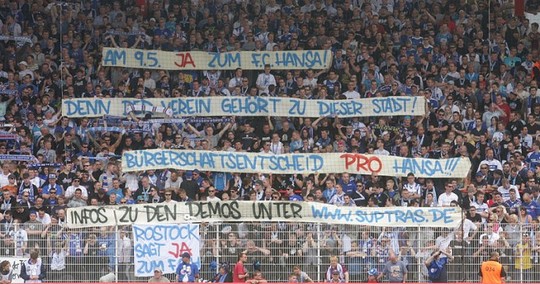 AM 9.5. JA ZUM F.C. HANSA!
DENN DER VEREIN GEHÖRT ZU DIESER STADT!
BÜRGERSCHAFTSENTSCHEID PRO HANSA!!!
INFOS ZU DEN DEMOS UNTER WWW.SUPTRAS.DE
ROSTOCK
SAGT JA
ZUM F.C.